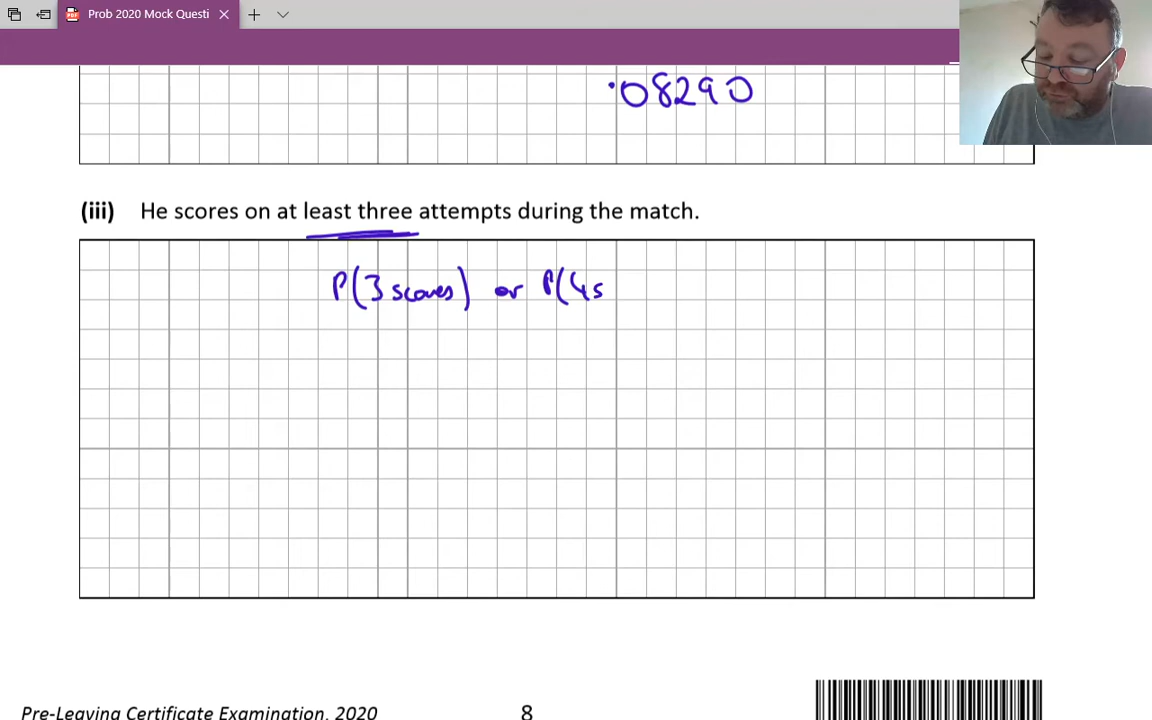 Prob 2020 Mock Questi
·08290
(iii) He scores on at least three attempts during the match.
P(3 scores) or P(4s
Pre-Leaving Certificate Examination, 2020
8